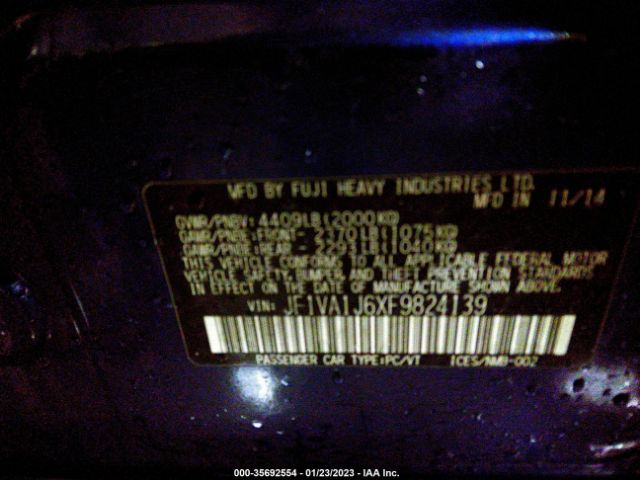 MFD BY FUJI HEAVY INDUSTRIES LTD.
MFD IN 11/14
GVWR/PNBV: 4409LB(2000KG)
GAWR/PNBE:FRONT- 2370LB(1075KG)
GAWR/PNBE:REAR - 2293LB(1040KG)
THIS VEHICLE CONFORMS TO ALL APPLICABLE FEDERAL MOTOR
VEHICLE SAFETY, BUMPER, AND THEFT PREVENTION STANDARDS
IN EFFECT ON THE DATE OF MANUFACTURE SHOWN ABOVE.
VIN: JF1VA1J6XF9824139
PASSENGER CAR TYPE:PC/VT ICES/NMB-002
000-35692554 - 01/23/2023 - IAA Inc.